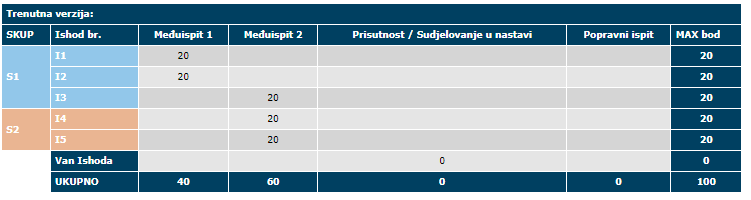 Trenutna verzija:
SKUP Ishod br. Međuispit 1 Međuispit 2 Prisutnost / Sudjelovanje u nastavi Popravni ispit MAX bod
S1 I1 20 20
I2 20 20
I3 20 20
S2 I4 20 20
I5 20 20
Van Ishoda 0 0
UKUPNO 40 60 0 0 100